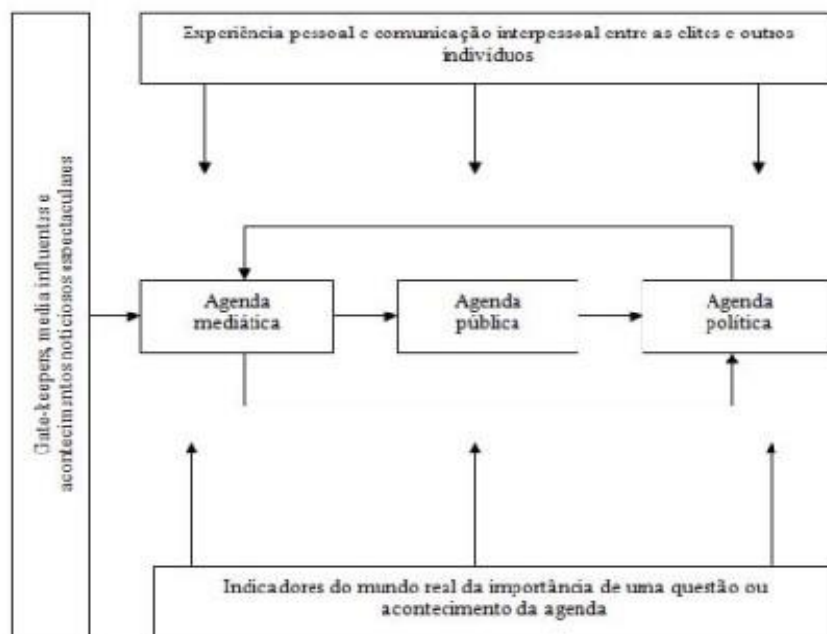 Experiência pessoal e comunicação interpessoal entre as elites e outros
indivíduos
Gate-keepers, media influentes e
acontecimentos noticiosos espectaculares
Agenda
mediática
Agenda
pública
Agenda
política
Indicadores do mundo real da importância de uma questão ou
acontecimento da agenda